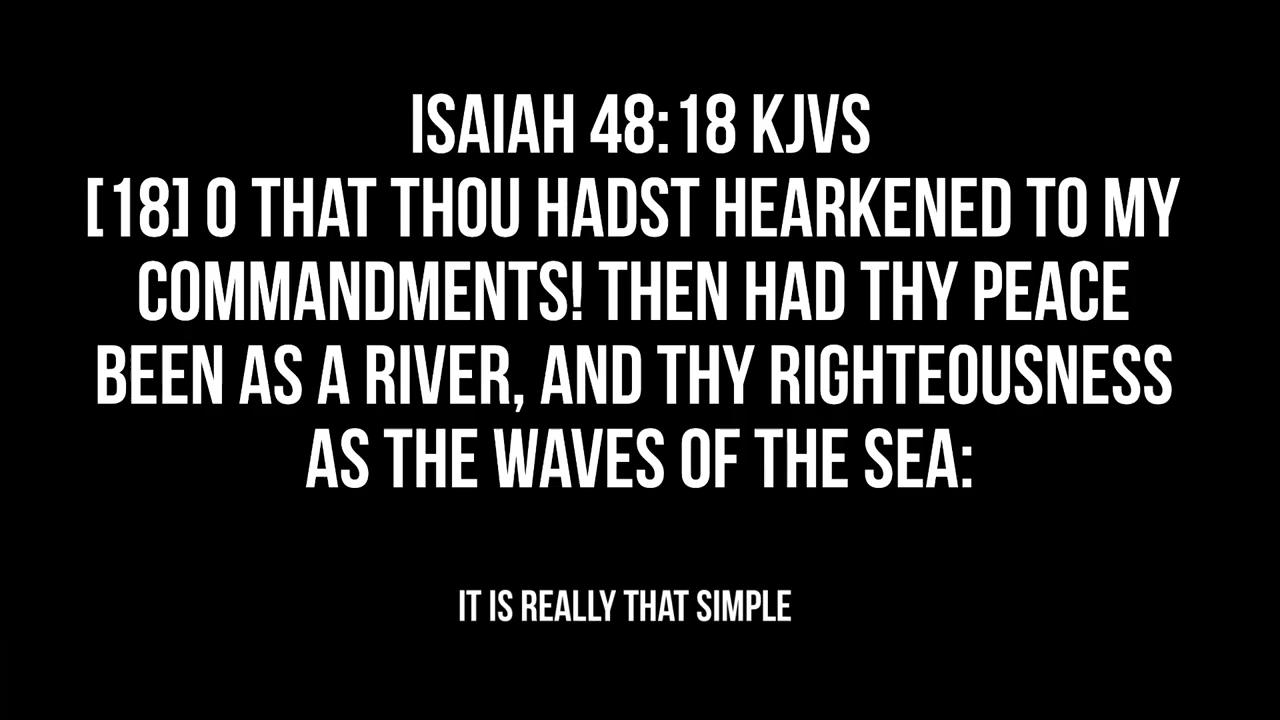 ISAIAH 48:18 KJVS
[18] O THAT THOU HADST HEARKENED TO MY
COMMANDMENTS! THEN HAD THY PEACE
BEEN AS A RIVER, AND THY RIGHTEOUSNESS
AS THE WAVES OF THE SEA:
IT IS REALLY THAT SIMPLE